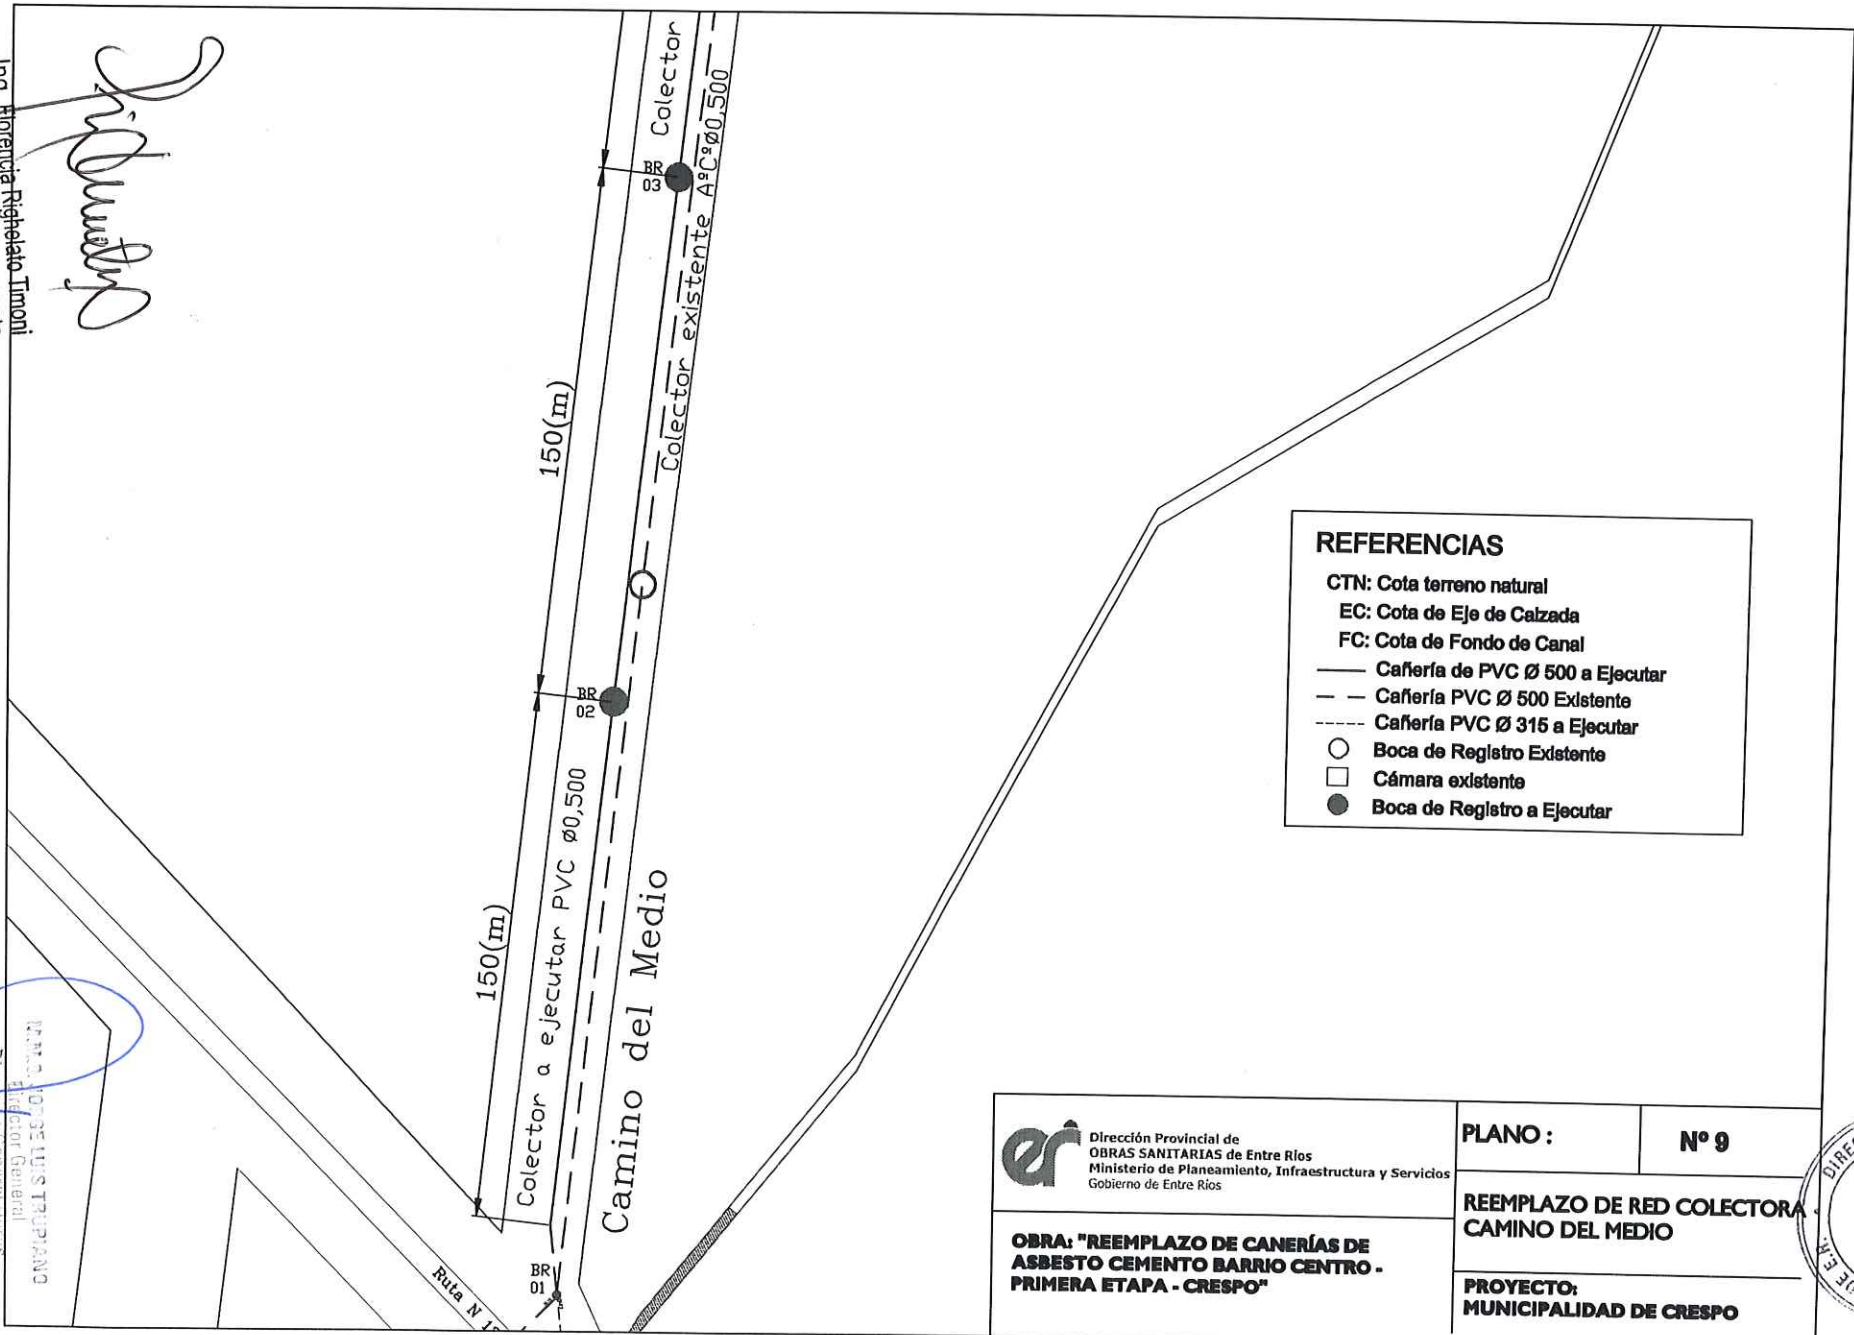 Colector
BR
03
Colector existente AºCº Ø0,500
150(m)
BR
02
Colector a ejecutar PVC Ø0,500
150(m)
Camino del Medio
BR
01
Ruta N
Ing. Florencia Righelato Timoni
Director General
REFERENCIAS
CTN: Cota terreno natural
EC: Cota de Eje de Calzada
FC: Cota de Fondo de Canal
Cañería de PVC Ø 500 a Ejecutar
Cañería PVC Ø 500 Existente
Cañería PVC Ø 315 a Ejecutar
Boca de Registro Existente
Cámara existente
Boca de Registro a Ejecutar
er
Dirección Provincial de
OBRAS SANITARIAS de Entre Ríos
Ministerio de Planeamiento, Infraestructura y Servicios
Gobierno de Entre Ríos
OBRA: "REEMPLAZO DE CANERÍAS DE
ASBESTO CEMENTO BARRIO CENTRO -
PRIMERA ETAPA - CRESPO"
PLANO :
Nº 9
REEMPLAZO DE RED COLECTORA
CAMINO DEL MEDIO
PROYECTO:
MUNICIPALIDAD DE CRESPO